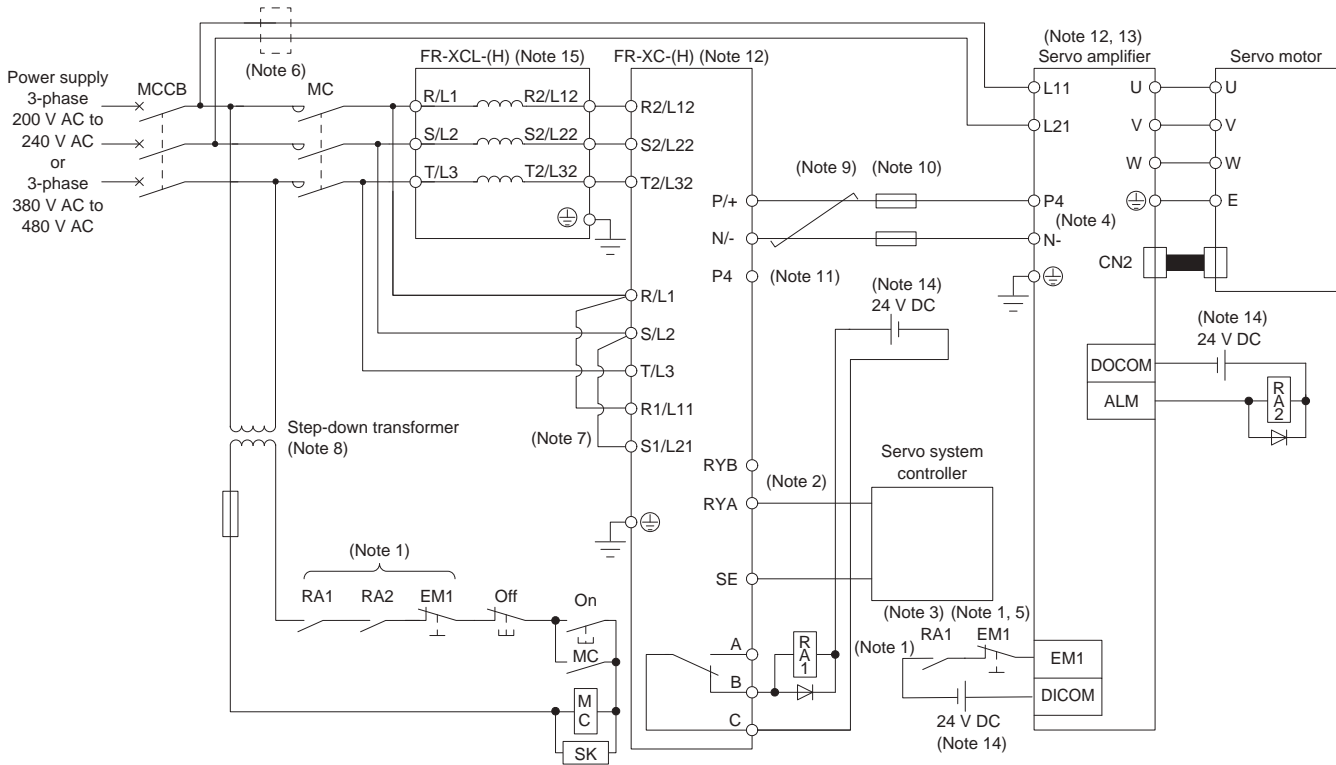 Power supply
3-phase
200 V AC to
240 V AC
or
3-phase
380 V AC to
480 V AC
MCCB
(Note 6)
MC
FR-XCL-(H) (Note 15)
R/L1 R2/L12
S/L2 S2/L22
T/L3 T2/L32
FR-XC-(H) (Note 12)
R2/L12
S2/L22
T2/L32
R/L1
S/L2
T/L3
R1/L11
S1/L21
(Note 7)
P/+
N/-
P4
(Note 11)
(Note 9)
(Note 10)
RYB
RYA
(Note 2)
SE
A
B
C
R
A
1
(Note 14)
24 V DC
Servo system
controller
(Note 12, 13)
Servo amplifier
L11
L21
P4
(Note 4)
N-
U
V
W
CN2
Servo motor
U
V
W
E
(Note 14)
24 V DC
DOCOM
ALM
R
A
2
Step-down transformer
(Note 8)
(Note 1)
RA1 RA2 EM1 Off On
MC
M
C
SK
(Note 3) (Note 1, 5)
(Note 1)
RA1 EM1
EM1
DICOM
24 V DC
(Note 14)